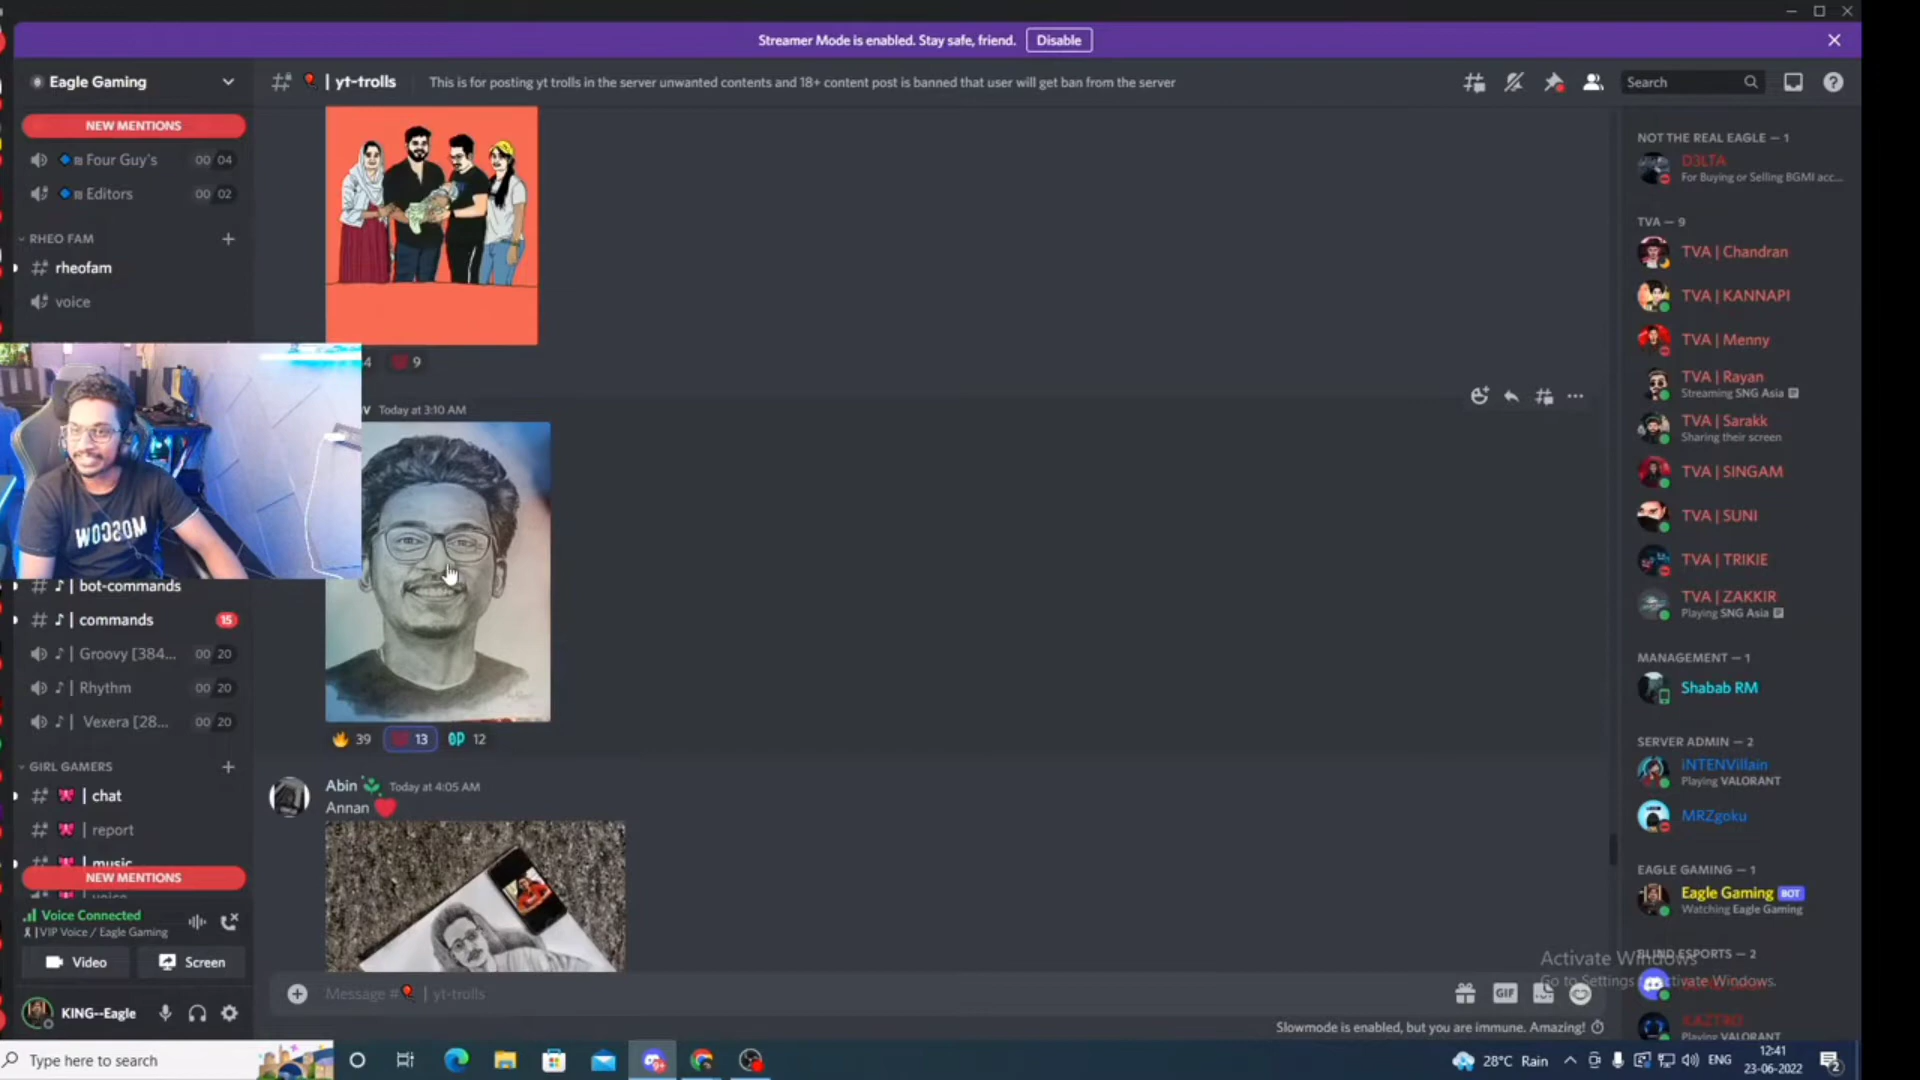 Streamer Mode is enabled. Stay safe, friend. Disable
Eagle Gaming
NEW MENTIONS
Four Guy's 00 04
Editors 00 02
RHEO FAM
rheofam
voice
bot-commands
commands 15
Groovy [384... 00 20
Rhythm 00 20
Vexera [28... 00 20
GIRL GAMERS
chat
report
music
NEW MENTIONS
voice
Voice Connected
VIP Voice / Eagle Gaming
Video Screen
KING--Eagle
| yt-trolls This is for posting yt trolls in the server unwanted contents and 18+ content post is banned that user will get ban from the server
Search
4 9
Today at 3:10 AM
MOSCOW
39 13 OP 12
Abin Today at 4:05 AM
Annan
Message # | yt-trolls
GIF
Slowmode is enabled, but you are immune. Amazing!
NOT THE REAL EAGLE — 1
D3LTA
For Buying or Selling BGMI acc...
TVA — 9
TVA | Chandran
TVA | KANNAPI
TVA | Menny
TVA | Rayan
Streaming SNG Asia
TVA | Sarakk
Sharing their screen
TVA | SINGAM
TVA | SUNI
TVA | TRIKIE
TVA | ZAKKIR
Playing SNG Asia
MANAGEMENT — 1
Shabab RM
SERVER ADMIN — 2
iNTENVillain
Playing VALORANT
MRZgoku
EAGLE GAMING — 1
Eagle Gaming BOT
Watching Eagle Gaming
BLIND ESPORTS — 2
Activate Windows
Go to Settings to activate Windows.
Playing VALORANT
Type here to search
28°C Rain
ENG
12:41
23-06-2022
2